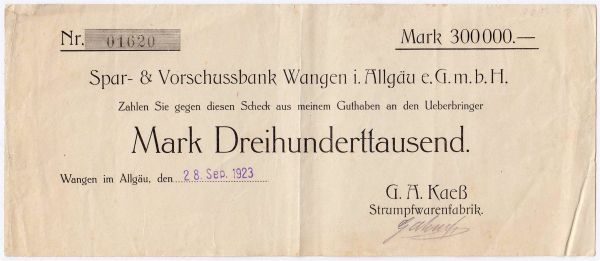 Nr. 01620
Mark 300000.—
Spar- & Vorschussbank Wangen i. Allgäu e. G. m. b. H.
Zahlen Sie gegen diesen Scheck aus meinem Guthaben an den Ueberbringer
Mark Dreihunderttausend.
Wangen im Allgäu, den 28. Sep. 1923
G. A. Kaeß
Strumpfwarenfabrik.